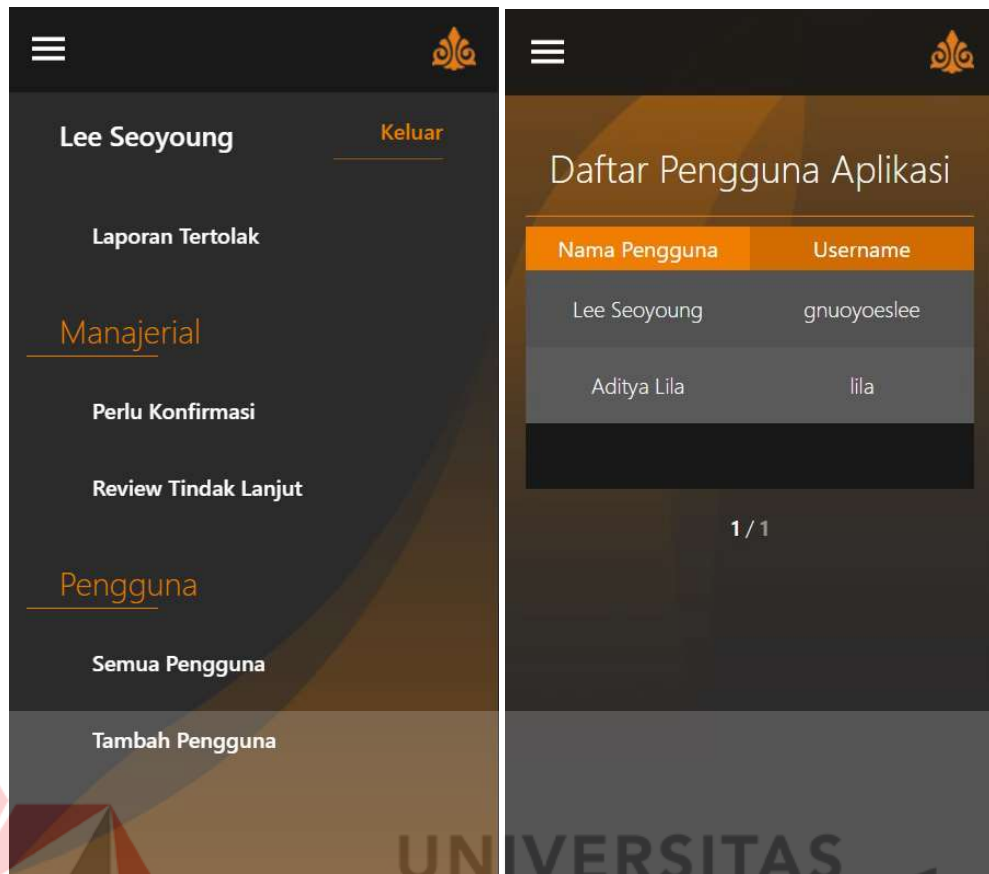 Lee Seoyoung
Keluar
Laporan Tertolak
Manajerial
Perlu Konfirmasi
Review Tindak Lanjut
Pengguna
Semua Pengguna
Tambah Pengguna
Daftar Pengguna Aplikasi
Nama Pengguna Username
Lee Seoyoung gnuoyoeslee
Aditya Lila lila
1 / 1
UNIVERSITAS